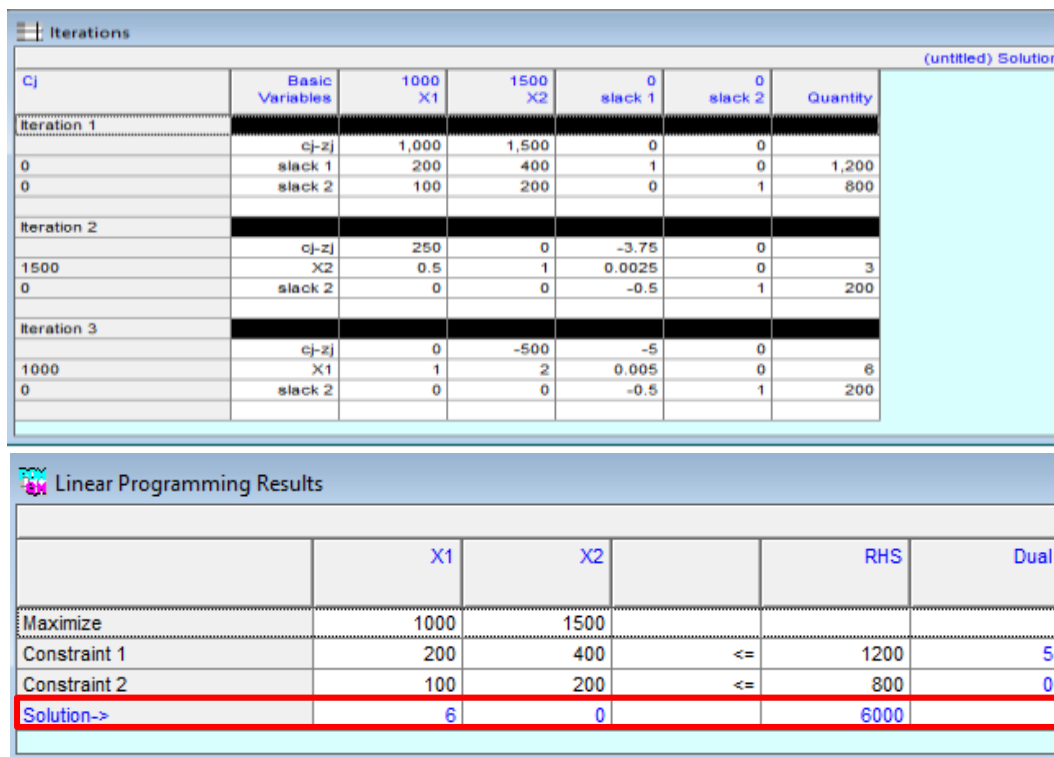 Iterations
(untitled) Solution
Cj Basic Variables 1000 X1 1500 X2 0 slack 1 0 slack 2 Quantity
Iteration 1
cj-zj 1,000 1,500 0 0
0 slack 1 200 400 1 0 1,200
0 slack 2 100 200 0 1 800
Iteration 2
cj-zj 250 0 -3.75 0
1500 X2 0.5 1 0.0025 0 3
0 slack 2 0 0 -0.5 1 200
Iteration 3
cj-zj 0 -500 -5 0
1000 X1 1 2 0.005 0 6
0 slack 2 0 0 -0.5 1 200
Linear Programming Results
X1 X2 RHS Dual
Maximize 1000 1500
Constraint 1 200 400 <= 1200 5
Constraint 2 100 200 <= 800 0
Solution-> 6 0 6000